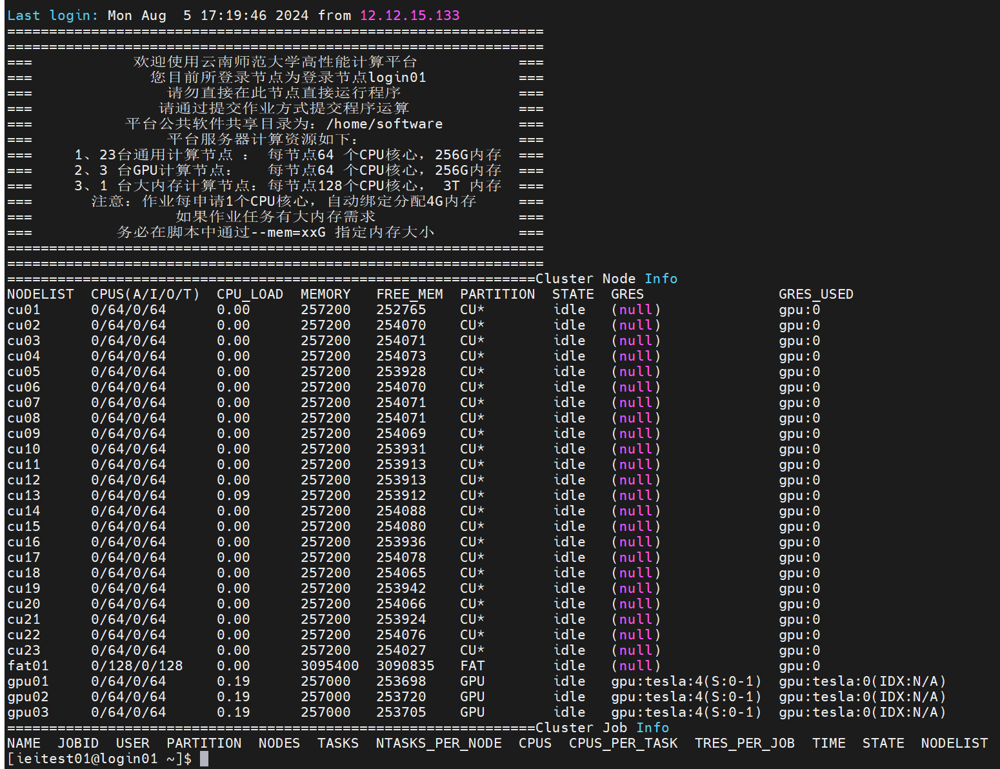 Last login: Mon Aug  5 17:19:46 2024 from 12.12.15.133
================================================================
================================================================
===            欢迎使用云南师范大学高性能计算平台            ===
===              您目前所登录节点为登录节点login01           ===
===                请勿直接在此节点直接运行程序              ===
===               请通过提交作业方式提交程序运算             ===
===           平台公共软件共享目录为: /home/software         ===
===                平台服务器计算资源如下:                   ===
===     1、23台通用计算节点 :  每节点64 个CPU核心, 256G内存  ===
===     2、3 台GPU计算节点:    每节点64 个CPU核心, 256G内存  ===
===     3、1 台大内存计算节点: 每节点128个CPU核心,  3T 内存  ===
===       注意: 作业每申请1个CPU核心, 自动绑定分配4G内存     ===
===                 如果作业任务有大内存需求                 ===
===          务必在脚本中通过--mem=xxG 指定内存大小          ===
================================================================
================================================================
===============================================================Cluster Node Info
NODELIST  CPUS(A/I/O/T)  CPU_LOAD  MEMORY   FREE_MEM  PARTITION  STATE  GRES                GRES_USED
cu01      0/64/0/64      0.00      257200   252765    CU*        idle   (null)              gpu:0
cu02      0/64/0/64      0.00      257200   254070    CU*        idle   (null)              gpu:0
cu03      0/64/0/64      0.00      257200   254071    CU*        idle   (null)              gpu:0
cu04      0/64/0/64      0.00      257200   254073    CU*        idle   (null)              gpu:0
cu05      0/64/0/64      0.00      257200   253928    CU*        idle   (null)              gpu:0
cu06      0/64/0/64      0.00      257200   254070    CU*        idle   (null)              gpu:0
cu07      0/64/0/64      0.00      257200   254071    CU*        idle   (null)              gpu:0
cu08      0/64/0/64      0.00      257200   254071    CU*        idle   (null)              gpu:0
cu09      0/64/0/64      0.00      257200   254069    CU*        idle   (null)              gpu:0
cu10      0/64/0/64      0.00      257200   253931    CU*        idle   (null)              gpu:0
cu11      0/64/0/64      0.00      257200   253913    CU*        idle   (null)              gpu:0
cu12      0/64/0/64      0.00      257200   253913    CU*        idle   (null)              gpu:0
cu13      0/64/0/64      0.09      257200   253912    CU*        idle   (null)              gpu:0
cu14      0/64/0/64      0.00      257200   254088    CU*        idle   (null)              gpu:0
cu15      0/64/0/64      0.00      257200   254080    CU*        idle   (null)              gpu:0
cu16      0/64/0/64      0.00      257200   253936    CU*        idle   (null)              gpu:0
cu17      0/64/0/64      0.00      257200   254078    CU*        idle   (null)              gpu:0
cu18      0/64/0/64      0.00      257200   254065    CU*        idle   (null)              gpu:0
cu19      0/64/0/64      0.00      257200   253942    CU*        idle   (null)              gpu:0
cu20      0/64/0/64      0.00      257200   254066    CU*        idle   (null)              gpu:0
cu21      0/64/0/64      0.00      257200   253924    CU*        idle   (null)              gpu:0
cu22      0/64/0/64      0.00      257200   254076    CU*        idle   (null)              gpu:0
cu23      0/64/0/64      0.00      257200   254027    CU*        idle   (null)              gpu:0
fat01     0/128/0/128    0.00      3095400  3090835   FAT        idle   (null)              gpu:0
gpu01     0/64/0/64      0.19      257000   253698    GPU        idle   gpu:tesla:4(S:0-1)  gpu:tesla:0(IDX:N/A)
gpu02     0/64/0/64      0.19      257000   253720    GPU        idle   gpu:tesla:4(S:0-1)  gpu:tesla:0(IDX:N/A)
gpu03     0/64/0/64      0.19      257000   253705    GPU        idle   gpu:tesla:4(S:0-1)  gpu:tesla:0(IDX:N/A)
===============================================================Cluster Job Info
NAME  JOBID  USER  PARTITION  NODES  TASKS  NTASKS_PER_NODE  CPUS  CPUS_PER_TASK  TRES_PER_JOB  TIME  STATE  NODELIST
[ieitest01@login01 ~]$